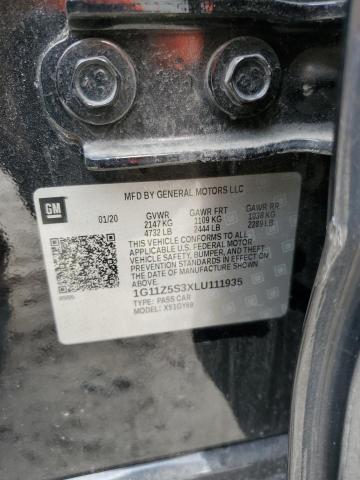 GM
MFD BY GENERAL MOTORS LLC
01/20 GVWR GAWR FRT GAWR RR
2147 KG 1109 KG 1038 KG
4732 LB 2444 LB 2289 LB
THIS VEHICLE CONFORMS TO ALL APPLICABLE
U.S. FEDERAL MOTOR
VEHICLE SAFETY, BUMPER, AND THEFT
PREVENTION STANDARDS IN EFFECT ON THE
DATE OF MANUFACTURE SHOWN
ABOVE.
1G11Z5S3XLU111935
TYPE: PASS CAR
MODEL: